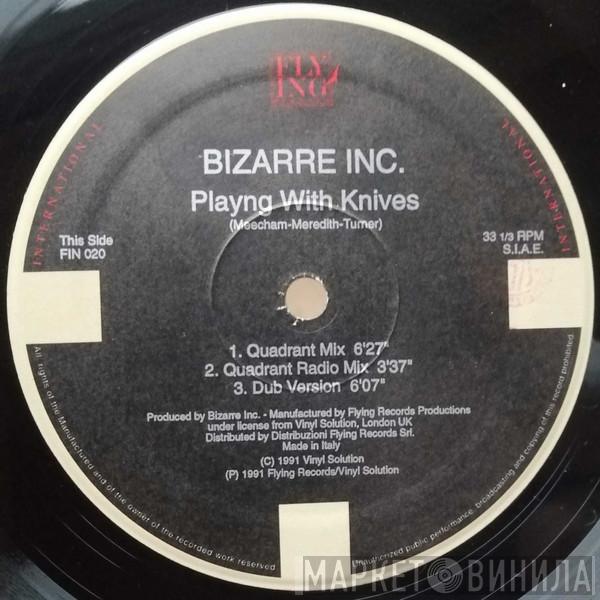 FLY
ING
INTERNATIONAL
INTERNATIONAL
BIZARRE INC.
Playng With Knives
(Meecham-Meredith-Turner)
This Side
FIN 020
33 1/3 RPM
S.I.A.E.
1. Quadrant Mix 6'27"
2. Quadrant Radio Mix 3'37"
3. Dub Version 6'07"
Produced by Bizarre Inc. - Manufactured by Flying Records Productions
under license from Vinyl Solution, London UK
Distributed by Distribuzioni Flying Records Srl.
Made in Italy
(C) 1991 Vinyl Solution
(P) 1991 Flying Records/Vinyl Solution
All rights of the Manufactured and of the owner of the recorded work reserved
Unauthorized public performance, broadcasting and copying of this record prohibited
МАРКЕТ ВИНИЛА